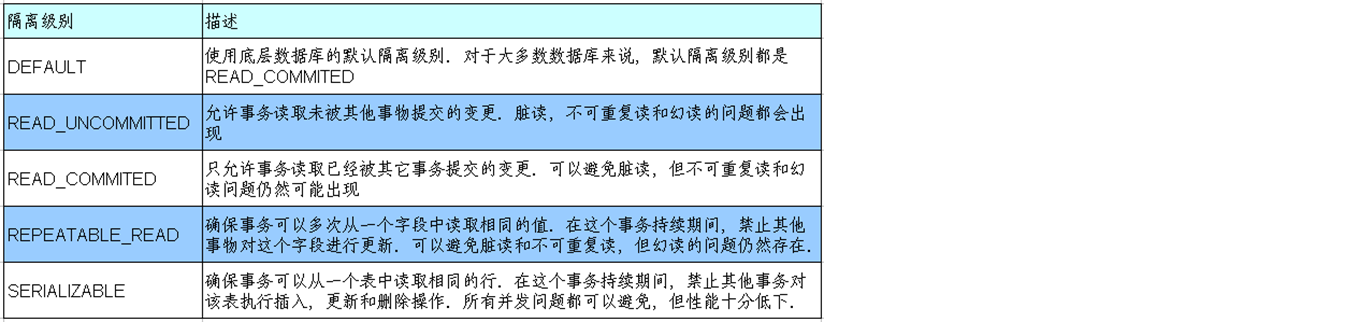 隔离级别 描述
DEFAULT 使用底层数据库的默认隔离级别. 对于大多数数据库来说, 默认隔离级别都是
READ_COMMITED
READ_UNCOMMITTED 允许事务读取未被其他事物提交的变更. 脏读, 不可重复读和幻读的问题都会出
现
READ_COMMITED 只允许事务读取已经被其它事务提交的变更. 可以避免脏读, 但不可重复读和幻
读问题仍然可能出现
REPEATABLE_READ 确保事务可以多次从一个字段中读取相同的值. 在这个事务持续期间, 禁止其他
事物对这个字段进行更新. 可以避免脏读和不可重复读, 但幻读的问题仍然存在.
SERIALIZABLE 确保事务可以从一个表中读取相同的行. 在这个事务持续期间, 禁止其他事务对
该表执行插入, 更新和删除操作. 所有并发问题都可以避免, 但性能十分低下.